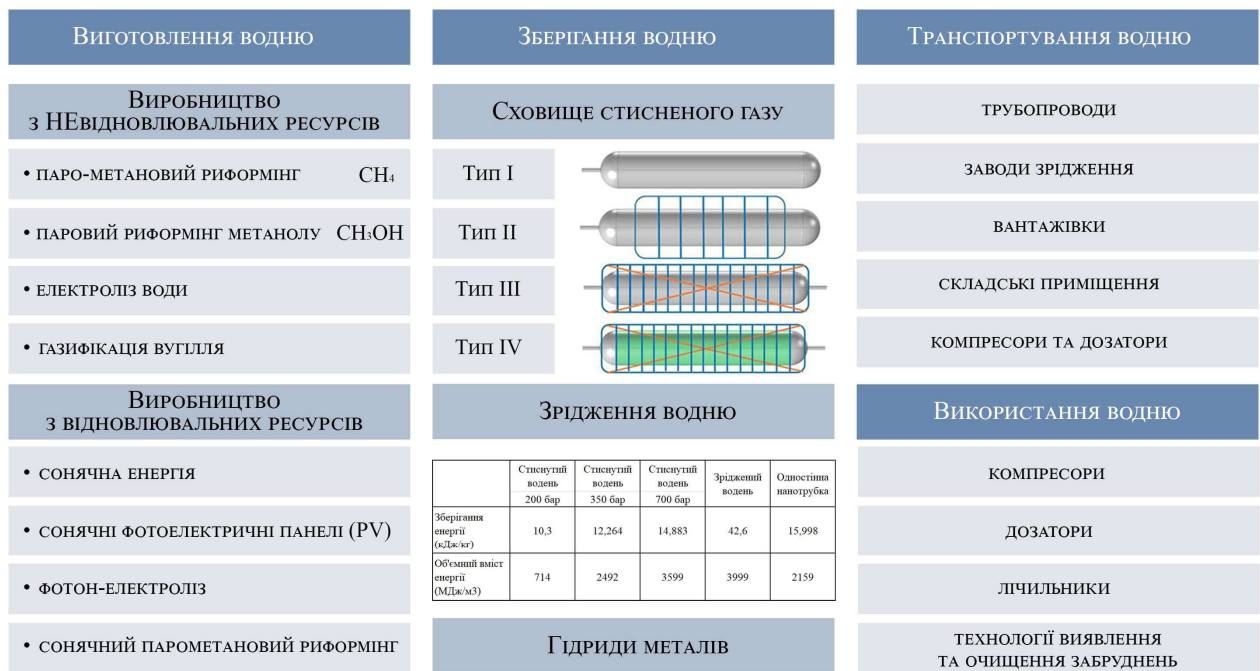 Виготовлення водню
Виробництво
з НЕвідновлювальних ресурсів
• паро-метановий риформінг CH₄
• паровий риформінг метанолу CH₃OH
• електроліз води
• газифікація вугілля
Виробництво
з відновлювальних ресурсів
• сонячна енергія
• сонячні фотоелектричні панелі (PV)
• фотон-електроліз
• сонячний парометановий риформінг
Зберігання водню
Сховище стисненого газу
Тип I
Тип II
Тип III
Тип IV
Зрідження водню
Стиснутий Стиснутий Стиснутий Зріджений Одностінна
водень водень водень водень нанотрубка
200 бар 350 бар 700 бар
Зберігання
енергії 10,3 12,264 14,883 42,6 15,998
(кДж/кг)
Об'ємний вміст
енергії 714 2492 3599 3999 2159
(МДж/м3)
Гідриди металів
Транспортування водню
трубопроводи
заводи зрідження
вантажівки
складські приміщення
компресори та дозатори
Використання водню
компресори
дозатори
лічильники
технології виявлення
та очищення забруднень